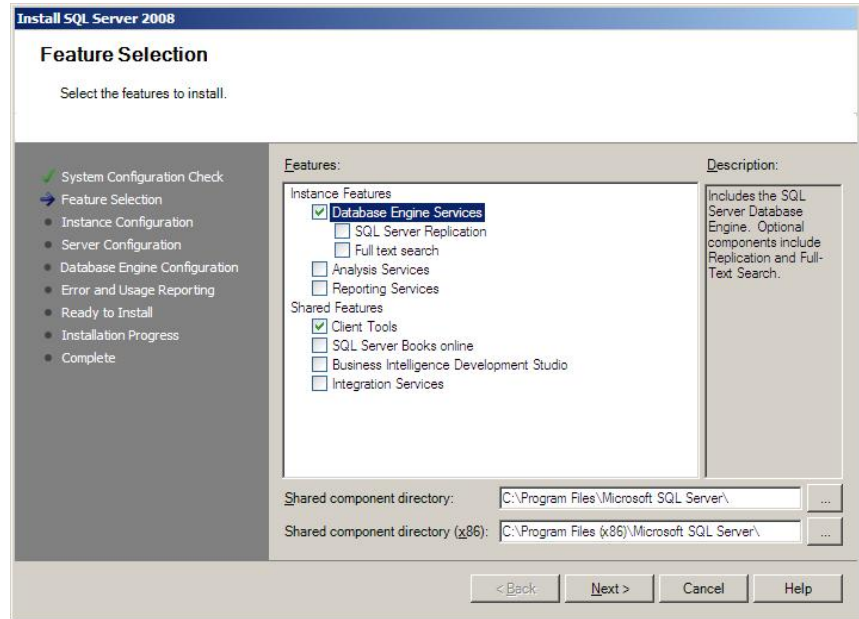 Install SQL Server 2008
Feature Selection
Select the features to install.
System Configuration Check
Feature Selection
Instance Configuration
Server Configuration
Database Engine Configuration
Error and Usage Reporting
Ready to Install
Installation Progress
Complete
Features:
Instance Features
Database Engine Services
SQL Server Replication
Full text search
Analysis Services
Reporting Services
Shared Features
Client Tools
SQL Server Books online
Business Intelligence Development Studio
Integration Services
Description:
Includes the SQL
Server Database
Engine. Optional
components include
Replication and Full-
Text Search.
Shared component directory:
C:\Program Files\Microsoft SQL Server\
...
Shared component directory (x86):
C:\Program Files (x86)\Microsoft SQL Server\
...
< Back
Next >
Cancel
Help